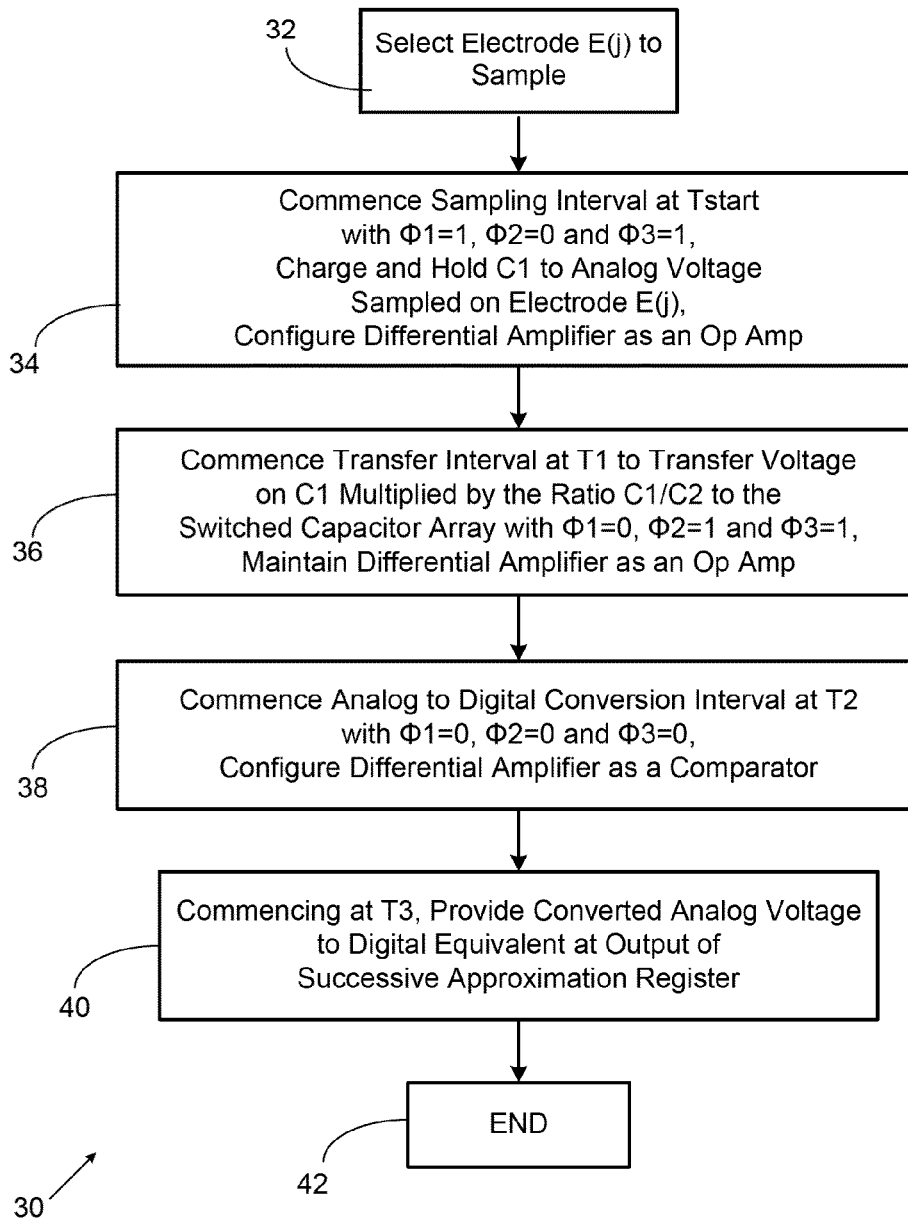 32
Select Electrode E(j) to
Sample
34
Commence Sampling Interval at Tstart
with Φ1=1, Φ2=0 and Φ3=1,
Charge and Hold C1 to Analog Voltage
Sampled on Electrode E(j),
Configure Differential Amplifier as an Op Amp
36
Commence Transfer Interval at T1 to Transfer Voltage
on C1 Multiplied by the Ratio C1/C2 to the
Switched Capacitor Array with Φ1=0, Φ2=1 and Φ3=1,
Maintain Differential Amplifier as an Op Amp
38
Commence Analog to Digital Conversion Interval at T2
with Φ1=0, Φ2=0 and Φ3=0,
Configure Differential Amplifier as a Comparator
40
Commencing at T3, Provide Converted Analog Voltage
to Digital Equivalent at Output of
Successive Approximation Register
END
42
30